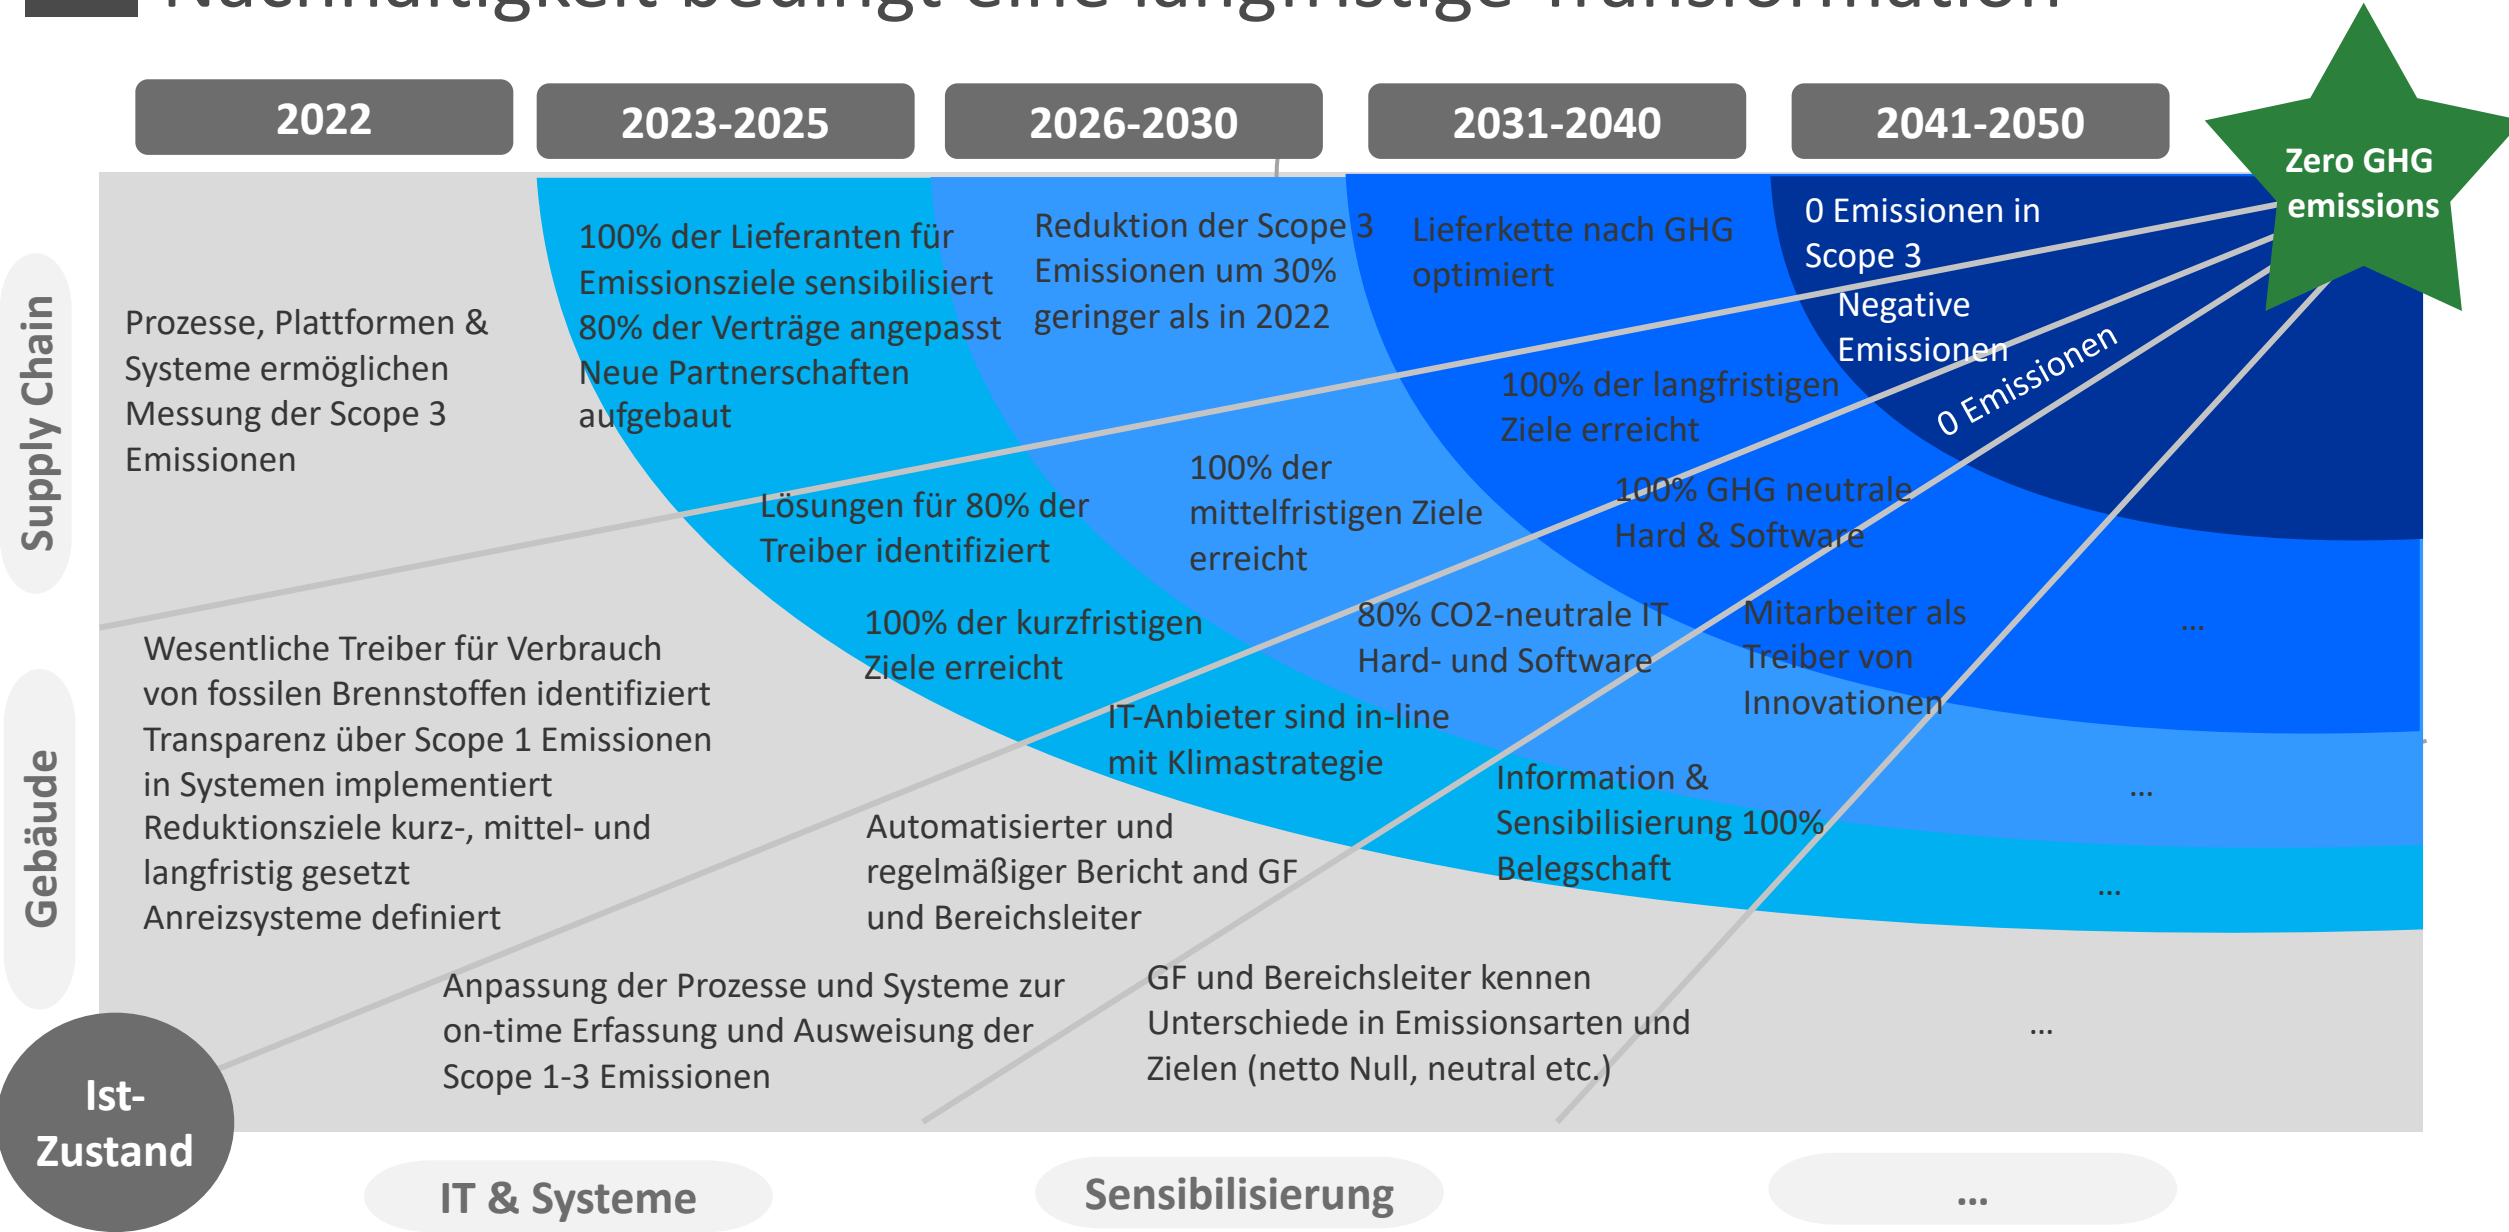 Nachhaltigkeit bedingt eine langfristige Transformation
2022
2023-2025
2026-2030
2031-2040
2041-2050
Zero GHG
emissions
Supply Chain
Prozesse, Plattformen &
Systeme ermöglichen
Messung der Scope 3
Emissionen
100% der Lieferanten für
Emissionsziele sensibilisiert
80% der Verträge angepasst
Neue Partnerschaften
aufgebaut
Reduktion der Scope 3
Emissionen um 30%
geringer als in 2022
Lieferkette nach GHG
optimiert
0 Emissionen in
Scope 3
Gebäude
Wesentliche Treiber für Verbrauch
von fossilen Brennstoffen identifiziert
Transparenz über Scope 1 Emissionen
in Systemen implementiert
Reduktionsziele kurz-, mittel- und
langfristig gesetzt
Anreizsysteme definiert
Lösungen für 80% der
Treiber identifiziert
100% der kurzfristigen
Ziele erreicht
100% der
mittelfristigen Ziele
erreicht
100% der langfristigen
Ziele erreicht
Negative
Emissionen
Anpassung der Prozesse und Systeme zur
on-time Erfassung und Ausweisung der
Scope 1-3 Emissionen
Automatisierter und
regelmäßiger Bericht and GF
und Bereichsleiter
IT-Anbieter sind in-line
mit Klimastrategie
80% CO2-neutrale IT
Hard- und Software
100% GHG neutrale
Hard & Software
0 Emissionen
GF und Bereichsleiter kennen
Unterschiede in Emissionsarten und
Zielen (netto Null, neutral etc.)
Information &
Sensibilisierung 100%
Belegschaft
Mitarbeiter als
Treiber von
Innovationen
...
...
...
...
Ist-
Zustand
IT & Systeme
Sensibilisierung
...